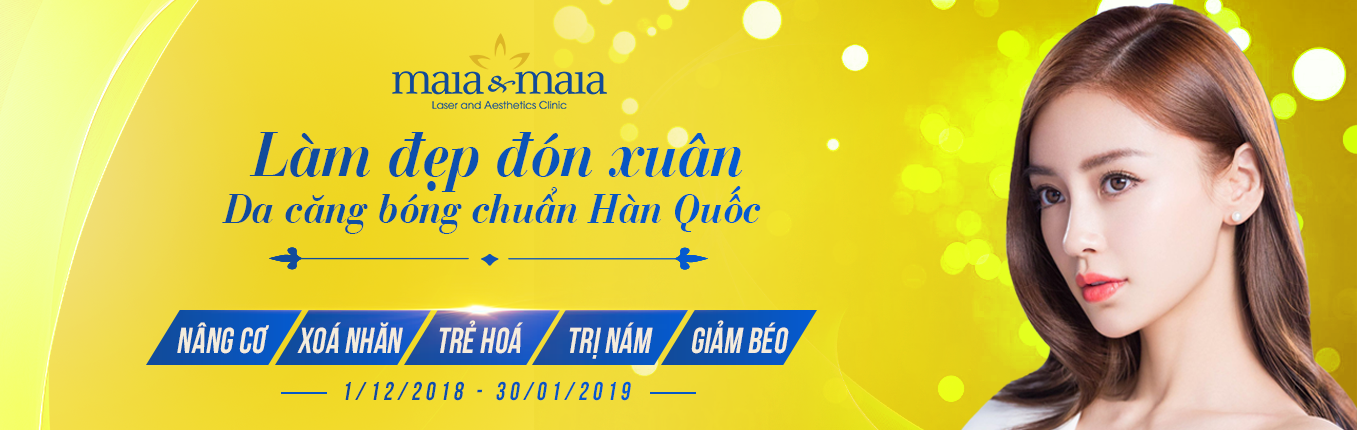 maia & maia
Laser and Aesthetics Clinic
Làm đẹp đón xuân
Da căng bóng chuẩn Hàn Quốc
NÂNG CƠ XOÁ NHĂN TRẺ HOÁ TRỊ NÁM GIẢM BÉO
1/12/2018 - 30/01/2019